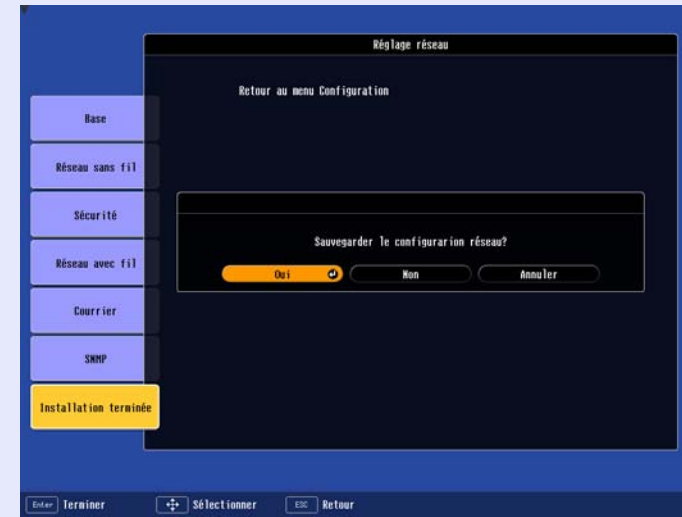 Réglage réseau
Retour au menu Configuration
Base
Réseau sans fil
Sécurité
Sauvegarder le configurarion réseau?
Réseau avec fil
Oui Non Annuler
Courrier
SNMP
Installation terminée
Enter Terminer Sélectionner ESC Retour